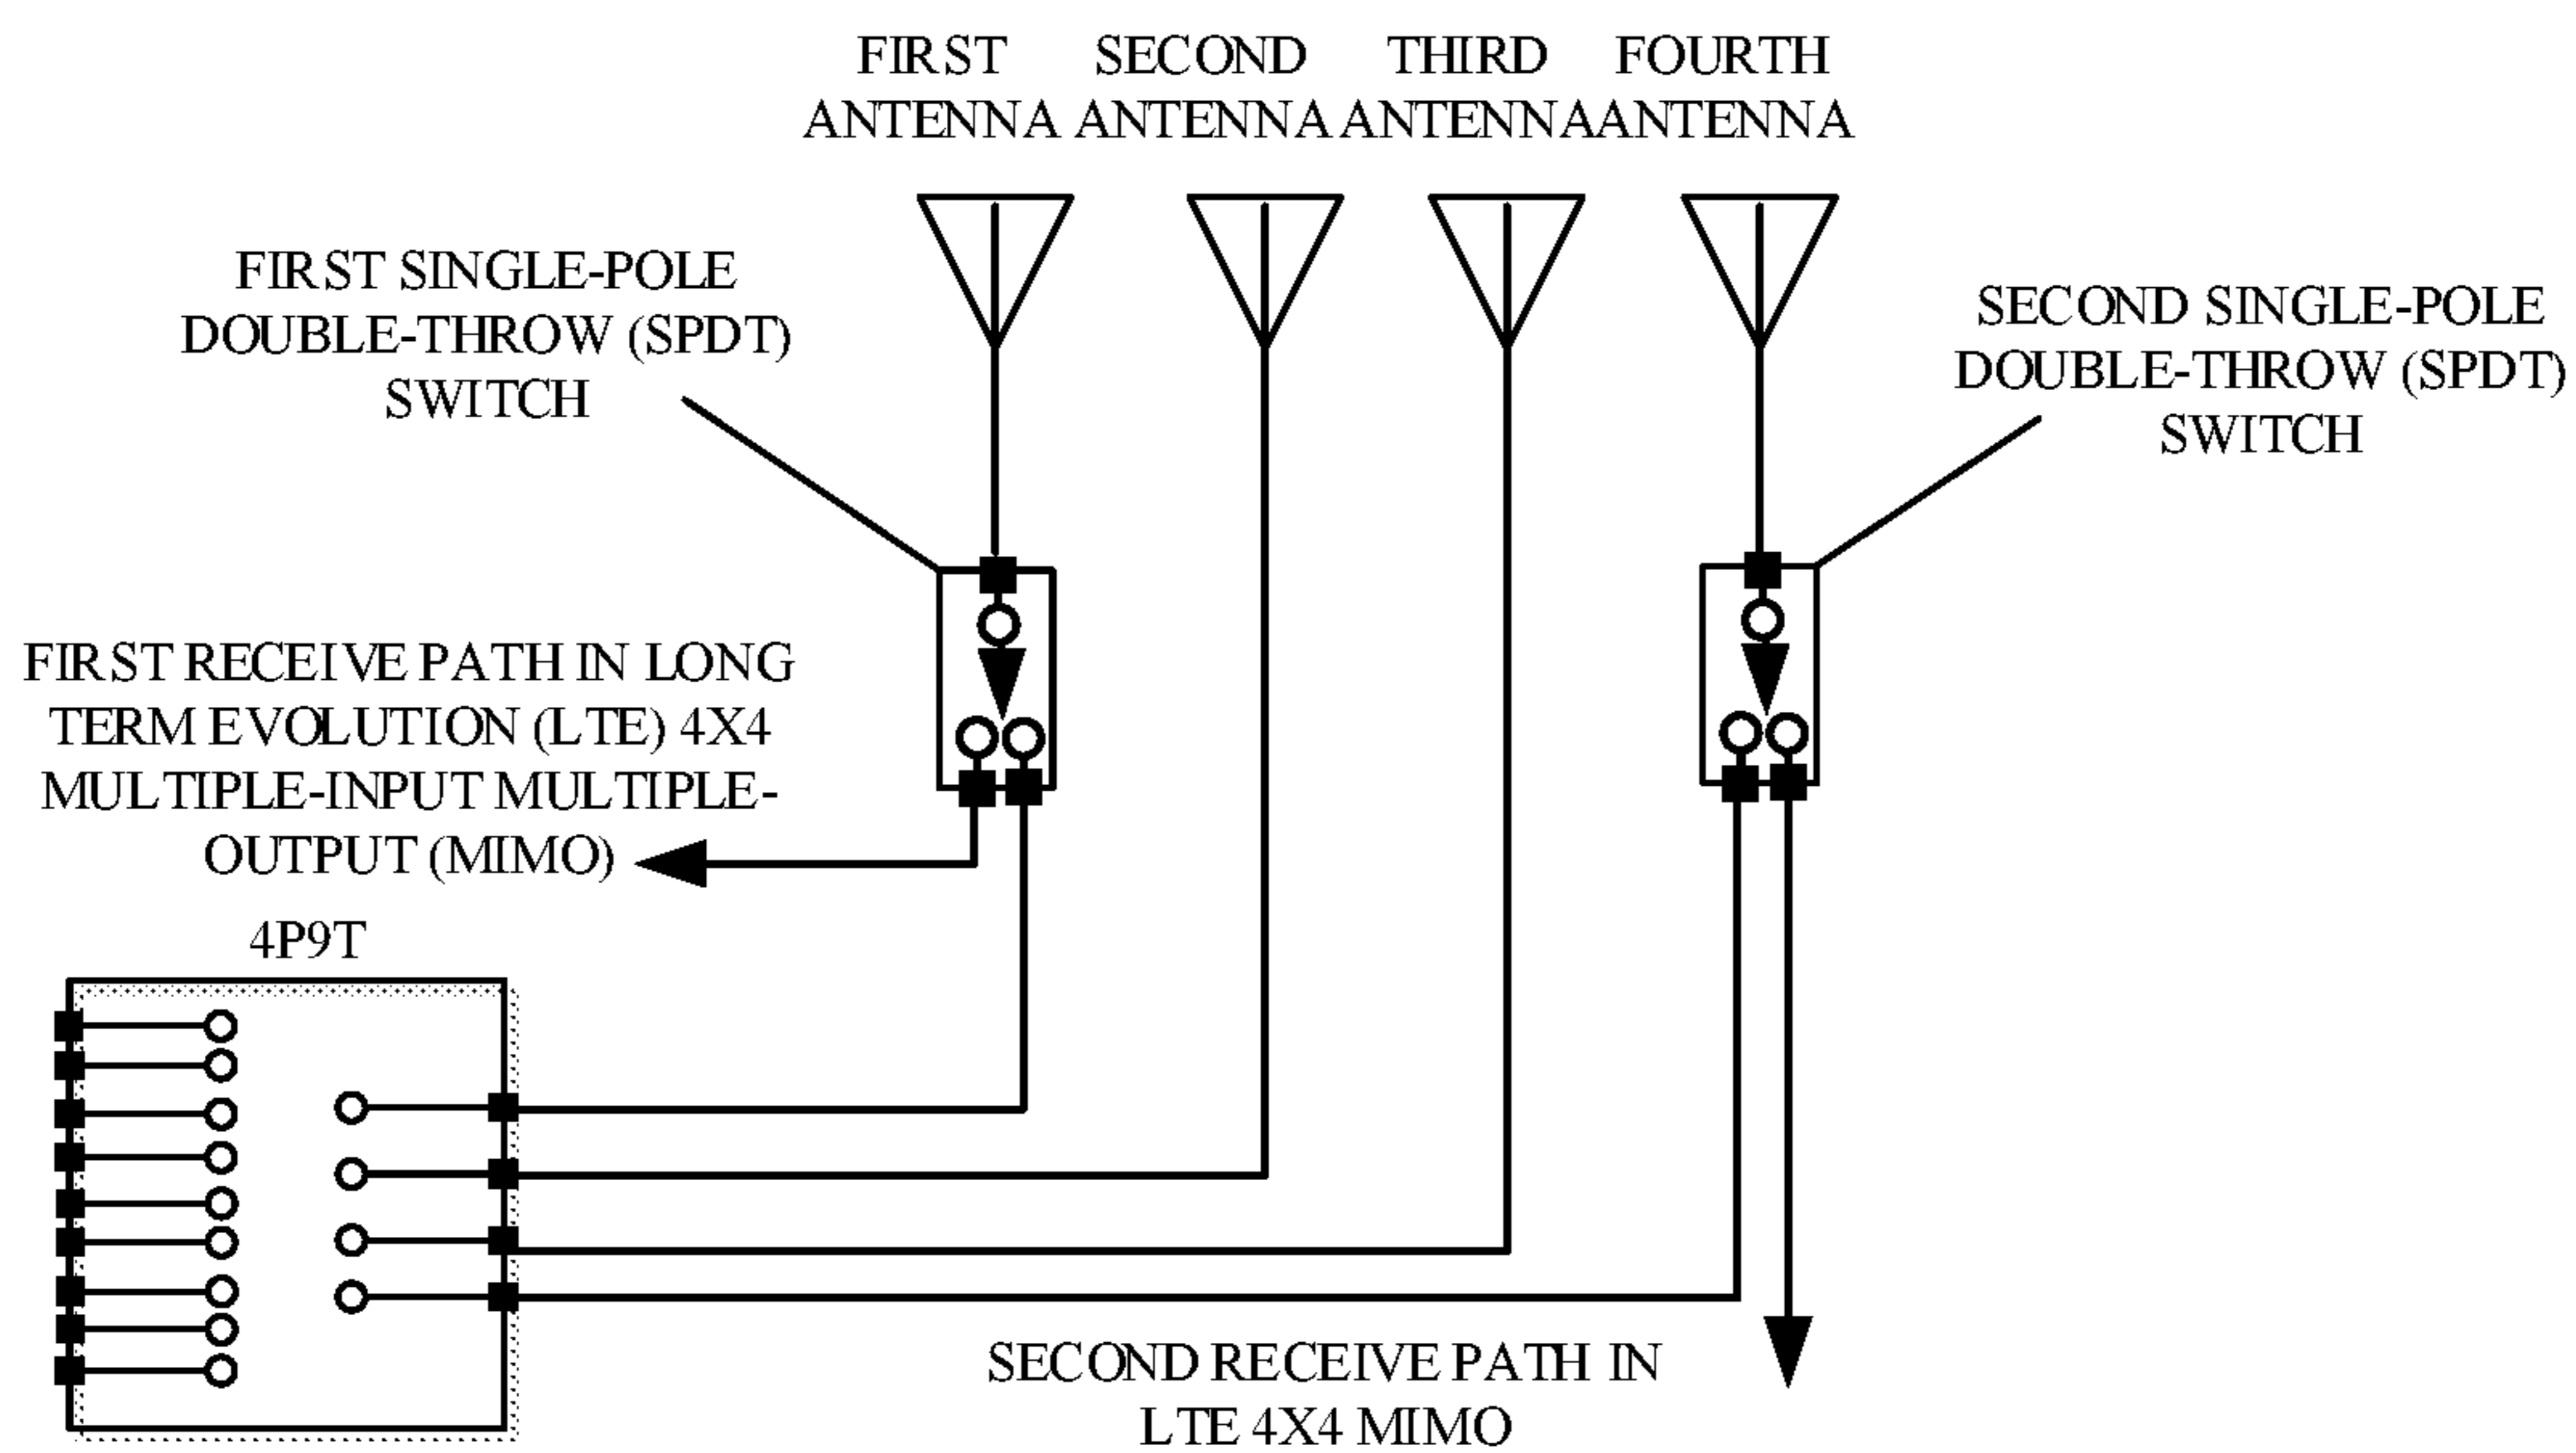 FIRST ANTENNA
SECOND ANTENNA
THIRD ANTENNA
FOURTH ANTENNA
FIRST SINGLE-POLE
DOUBLE-THROW (SPDT)
SWITCH
SECOND SINGLE-POLE
DOUBLE-THROW (SPDT)
SWITCH
FIRST RECEIVE PATH IN LONG
TERM EVOLUTION (LTE) 4X4
MULTIPLE-INPUT MULTIPLE-
OUTPUT (MIMO)
4P9T
SECOND RECEIVE PATH IN
LTE 4X4 MIMO